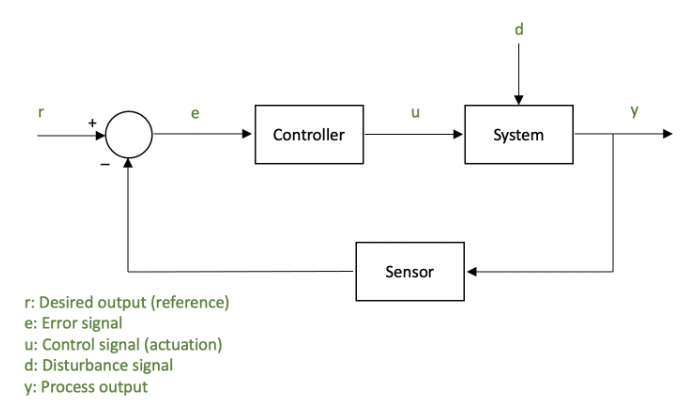 d
r
+
e
Controller
u
System
y
–
Sensor
r: Desired output (reference)
e: Error signal
u: Control signal (actuation)
d: Disturbance signal
y: Process output